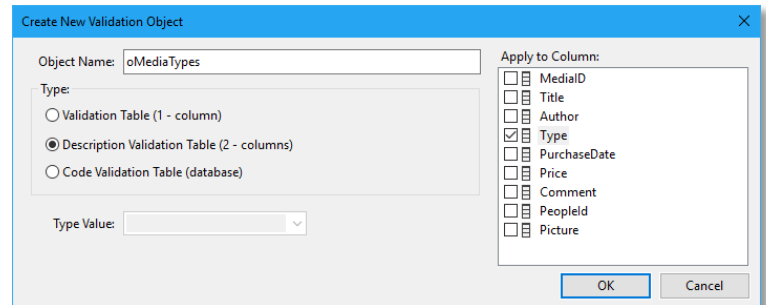 Create New Validation Object
Object Name: oMediaTypes
Type:
Validation Table (1 - column)
Description Validation Table (2 - columns)
Code Validation Table (database)
Type Value:
Apply to Column:
MediaID
Title
Author
Type
PurchaseDate
Price
Comment
PeopleId
Picture
OK
Cancel